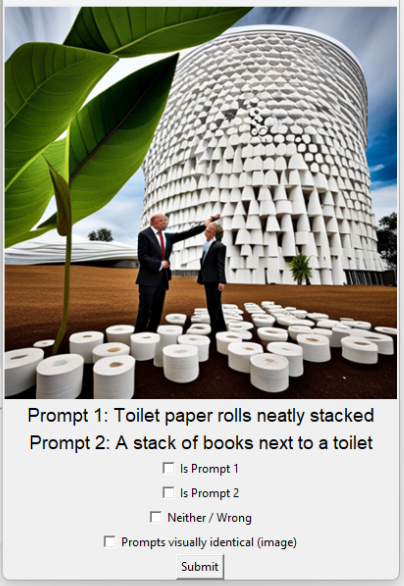 Prompt 1: Toilet paper rolls neatly stacked
Prompt 2: A stack of books next to a toilet
Is Prompt 1
Is Prompt 2
Neither / Wrong
Prompts visually identical (image)
Submit